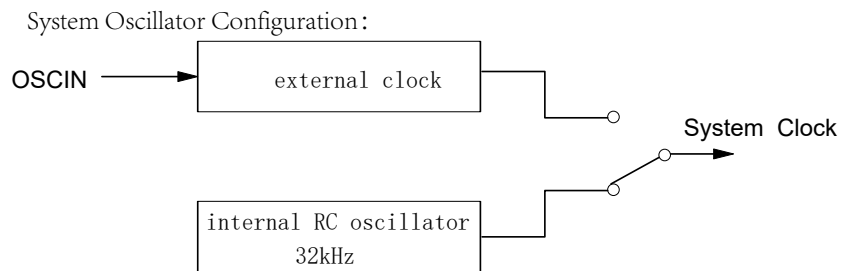 System Oscillator Configuration:
OSCIN
external clock
System Clock
internal RC oscillator
32kHz